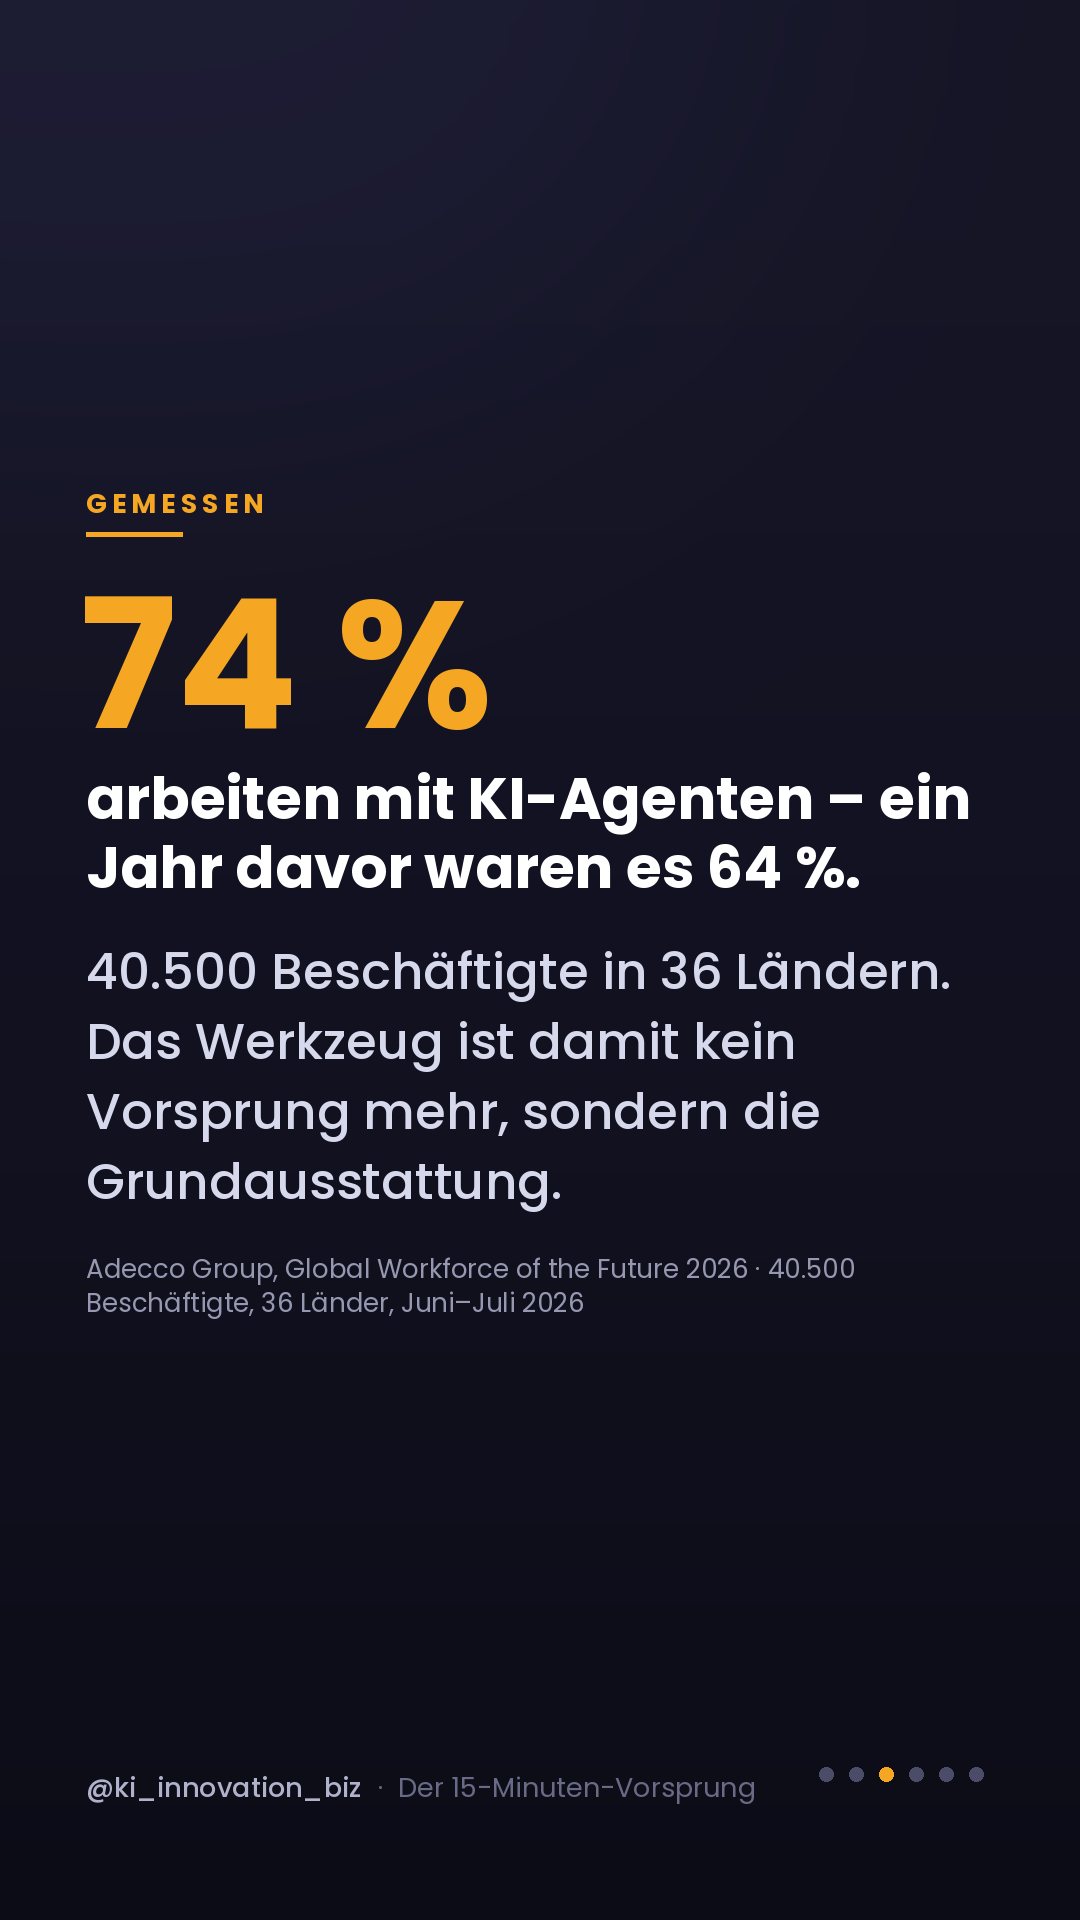 GEMESSEN
74 %
arbeiten mit KI-Agenten – ein
Jahr davor waren es 64 %.
40.500 Beschäftigte in 36 Ländern.
Das Werkzeug ist damit kein
Vorsprung mehr, sondern die
Grundausstattung.
Adecco Group, Global Workforce of the Future 2026 · 40.500
Beschäftigte, 36 Länder, Juni–Juli 2026
@ki_innovation_biz · Der 15-Minuten-Vorsprung